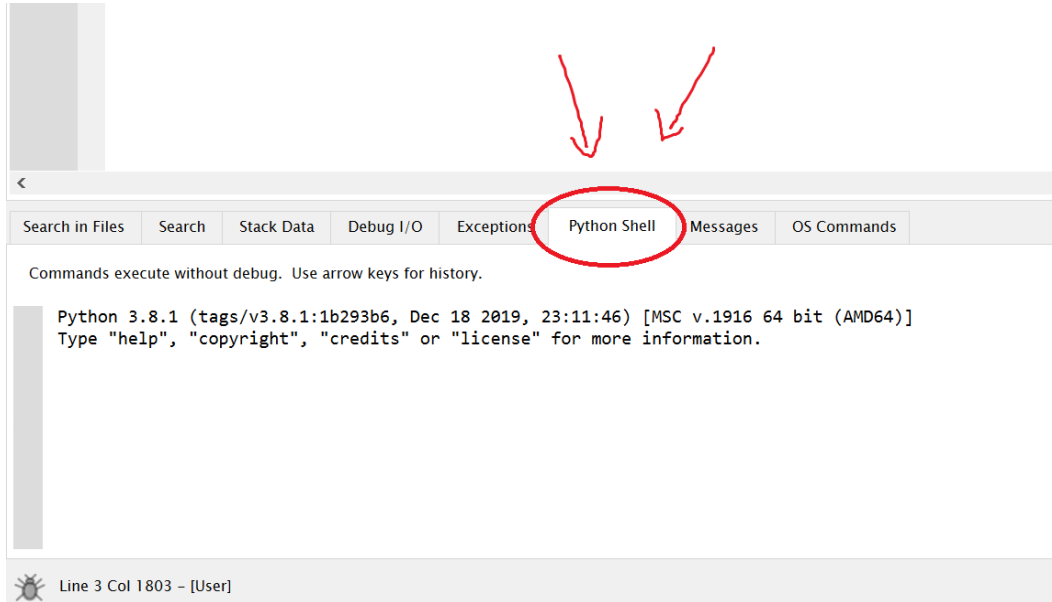 Search in Files Search Stack Data Debug I/O Exceptions Python Shell Messages OS Commands
Commands execute without debug. Use arrow keys for history.
Python 3.8.1 (tags/v3.8.1:1b293b6, Dec 18 2019, 23:11:46) [MSC v.1916 64 bit (AMD64)]
Type "help", "copyright", "credits" or "license" for more information.
Line 3 Col 1803 – [User]